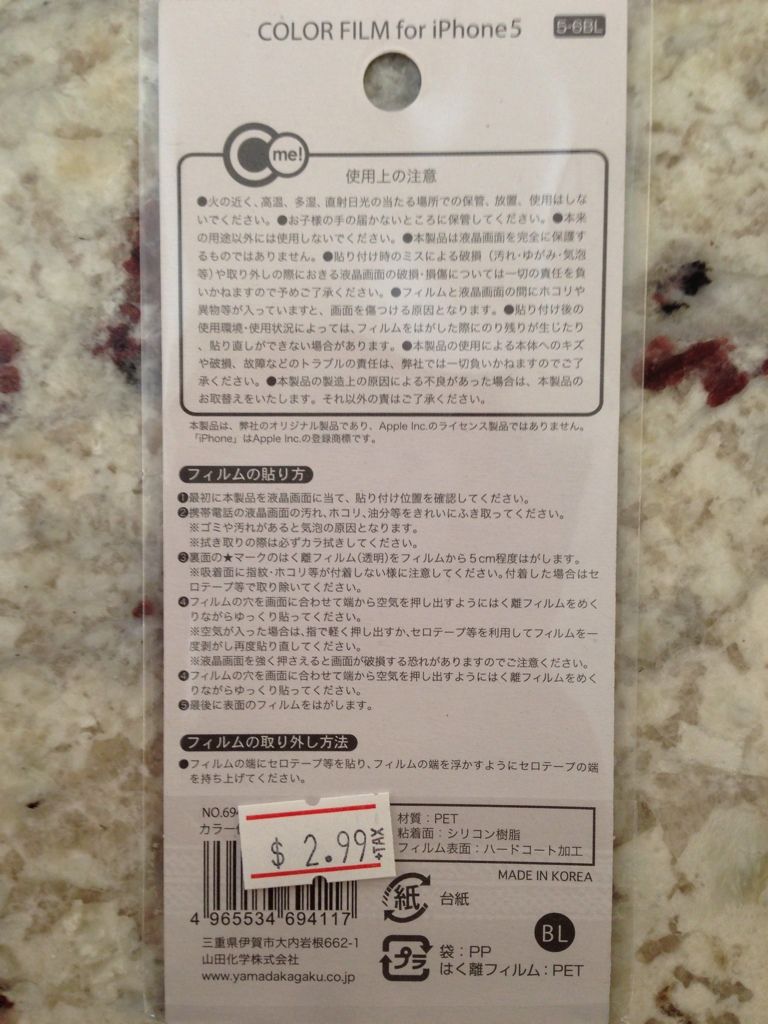 COLOR FILM for iPhone5
5-6BL
me!
使用上の注意
●火の近く、高温、多湿、直射日光の当たる場所での保管、放置、使用はしな
いでください。●お子様の手の届かないところに保管してください。●本来
の用途以外には使用しないでください。●本製品は液晶画面を完全に保護す
るものではありません。●貼り付け時のミスによる破損（汚れ・ゆがみ・気泡
等）や取り外しの際におきる液晶画面の破損・損傷については一切の責任を負
いかねますので予めご了承ください。●フィルムと液晶画面の間にホコリや
異物等が入っていますと、画面を傷つける原因となります。●貼り付け後の
使用環境・使用状況によっては、フィルムをはがした際にのり残りが生じたり
、貼り直しができない場合があります。●本製品の使用による本体へのキズ
や破損、故障などのトラブルの責任は、弊社では一切負いかねますのでご了
承ください。●本製品の製造上の原因による不良があった場合は、本製品の
お取替えをいたします。それ以外の責はご了承ください。
本製品は、弊社のオリジナル製品であり、Apple Inc.のライセンス製品ではありません。
「iPhone」はApple Inc.の登録商標です。
フィルムの貼り方
❶最初に本製品を液晶画面に当て、貼り付け位置を確認してください。
❷携帯電話の液晶画面の汚れ、ホコリ、油分等をきれいにふき取ってください。
※ゴミや汚れがあると気泡の原因となります。
※拭き取りの際は必ずカラ拭きしてください。
❸裏面の★マークのはく離フィルム(透明)をフィルムから５cm程度はがします。
※吸着面に指紋・ホコリ等が付着しない様に注意してください。付着した場合はセ
ロテープ等で取り除いてください。
❹フィルムの穴を画面に合わせて端から空気を押し出すようにはく離フィルムをめく
りながらゆっくり貼ってください。
※空気が入った場合は、指で軽く押し出すか、セロテープ等を利用してフィルムを一
度剥がし再度貼り直してください。
※液晶画面を強く押さえると画面が破損する恐れがありますのでご注意ください。
❹フィルムの穴を画面に合わせて端から空気を押し出すようにはく離フィルムをめく
りながらゆっくり貼ってください。
❺最後に表面のフィルムをはがします。
フィルムの取り外し方法
●フィルムの端にセロテープ等を貼り、フィルムの端を浮かすようにセロテープの端
を持ち上げてください。
NO.69
カラー
$ 2.99
+TAX
材質：PET
粘着面：シリコン樹脂
フィルム表面：ハードコート加工
MADE IN KOREA
4 965534 694117
紙
台紙
BL
三重県伊賀市大内岩根662-1
山田化学株式会社
www.yamadakagaku.co.jp
プラ
袋：PP
はく離フィルム：PET